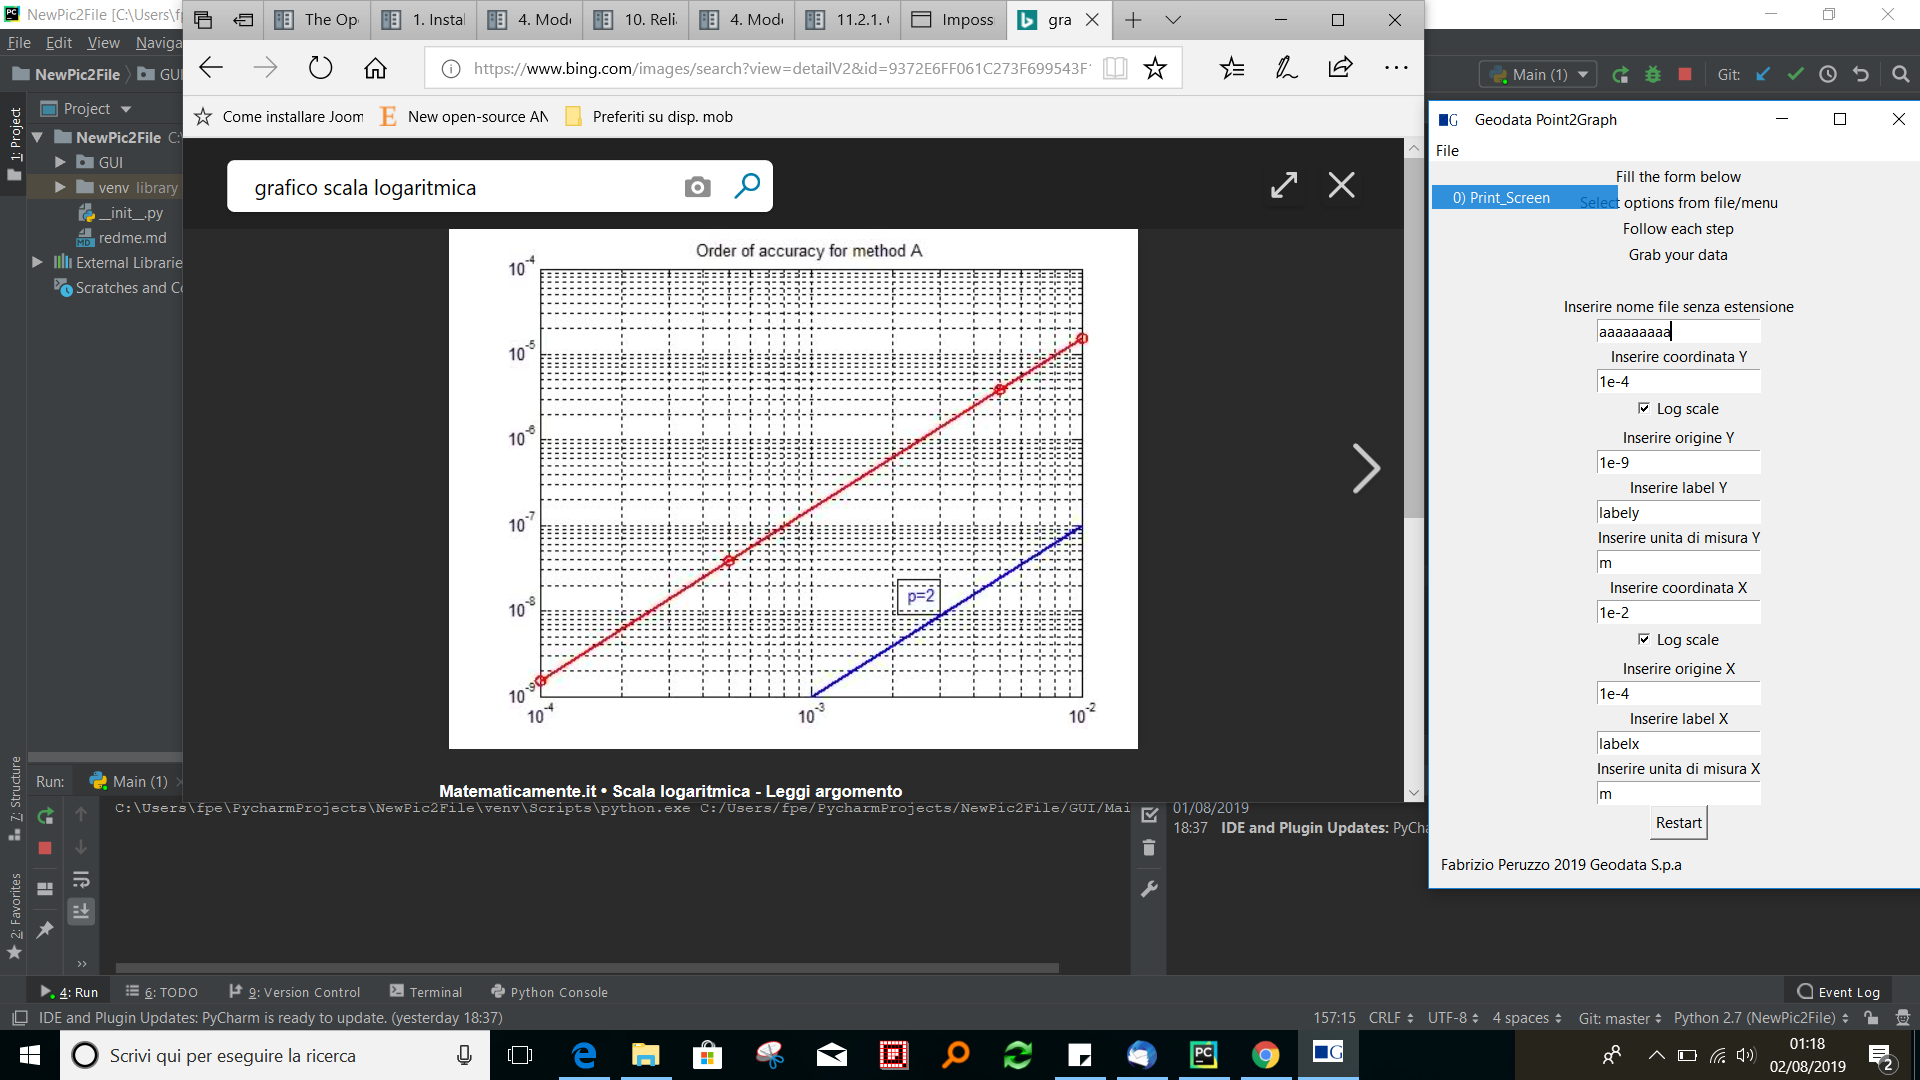 NewPic2File [C:\Users\fp
File Edit View Naviga
NewPic2File GUI
Project
NewPic2File C:\
GUI
venv library
__init__.py
redme.md
External Librarie
Scratches and Co
1: Project
7: Structure
2: Favorites
The Op
1. Instal
4. Mod
10. Reli
4. Mod
11.2.1.
Imposs
gra
https://www.bing.com/images/search?view=detailV2&id=9372E6FF061C273F699543F
Come installare Joom
New open-source AN
Preferiti su disp. mob
grafico scala logaritmica
Order of accuracy for method A
10-4
10-5
10-6
10-7
10-8
10-9
p=2
10-4
10-3
10-2
Matematicamente.it • Scala logaritmica - Leggi argomento
Main (1)
Git:
Geodata Point2Graph
File
0) Print_Screen
Fill the form below
Select options from file/menu
Follow each step
Grab your data
Inserire nome file senza estensione
aaaaaaaaa
Inserire coordinata Y
1e-4
Log scale
Inserire origine Y
1e-9
Inserire label Y
labely
Inserire unita di misura Y
m
Inserire coordinata X
1e-2
Log scale
Inserire origine X
1e-4
Inserire label X
labelx
Inserire unita di misura X
m
Restart
Fabrizio Peruzzo 2019 Geodata S.p.a
Run: Main (1)
C:\Users\fpe\PycharmProjects\NewPic2File\venv\Scripts\python.exe C:/Users/fpe/PycharmProjects/NewPic2File/GUI/Mai
01/08/2019
18:37 IDE and Plugin Updates: PyCha
4: Run 6: TODO 9: Version Control Terminal Python Console
Event Log
IDE and Plugin Updates: PyCharm is ready to update. (yesterday 18:37)
157:15 CRLF UTF-8 4 spaces Git: master Python 2.7 (NewPic2File)
Scrivi qui per eseguire la ricerca
01:18
02/08/2019
2